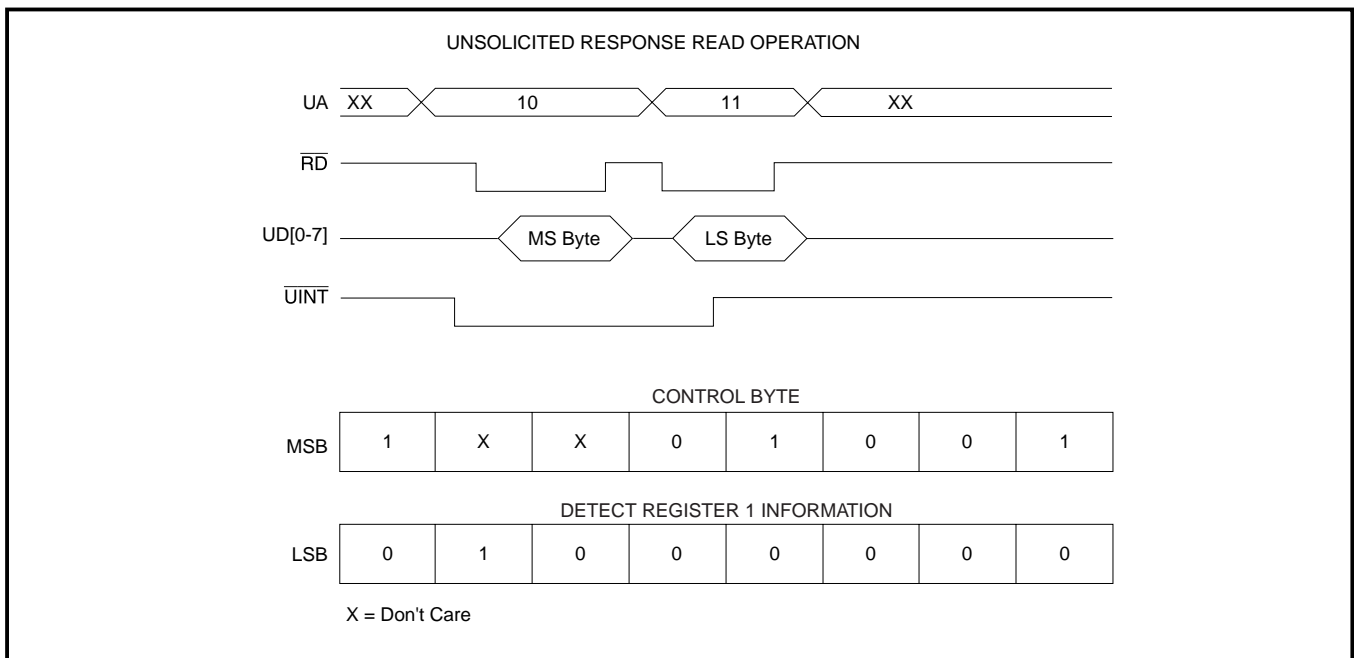 UNSOLICITED RESPONSE READ OPERATION
UA XX 10 11 XX
RD
UD[0-7] MS Byte LS Byte
UINT
CONTROL BYTE
MSB 1 X X 0 1 0 0 1
DETECT REGISTER 1 INFORMATION
LSB 0 1 0 0 0 0 0 0
X = Don't Care